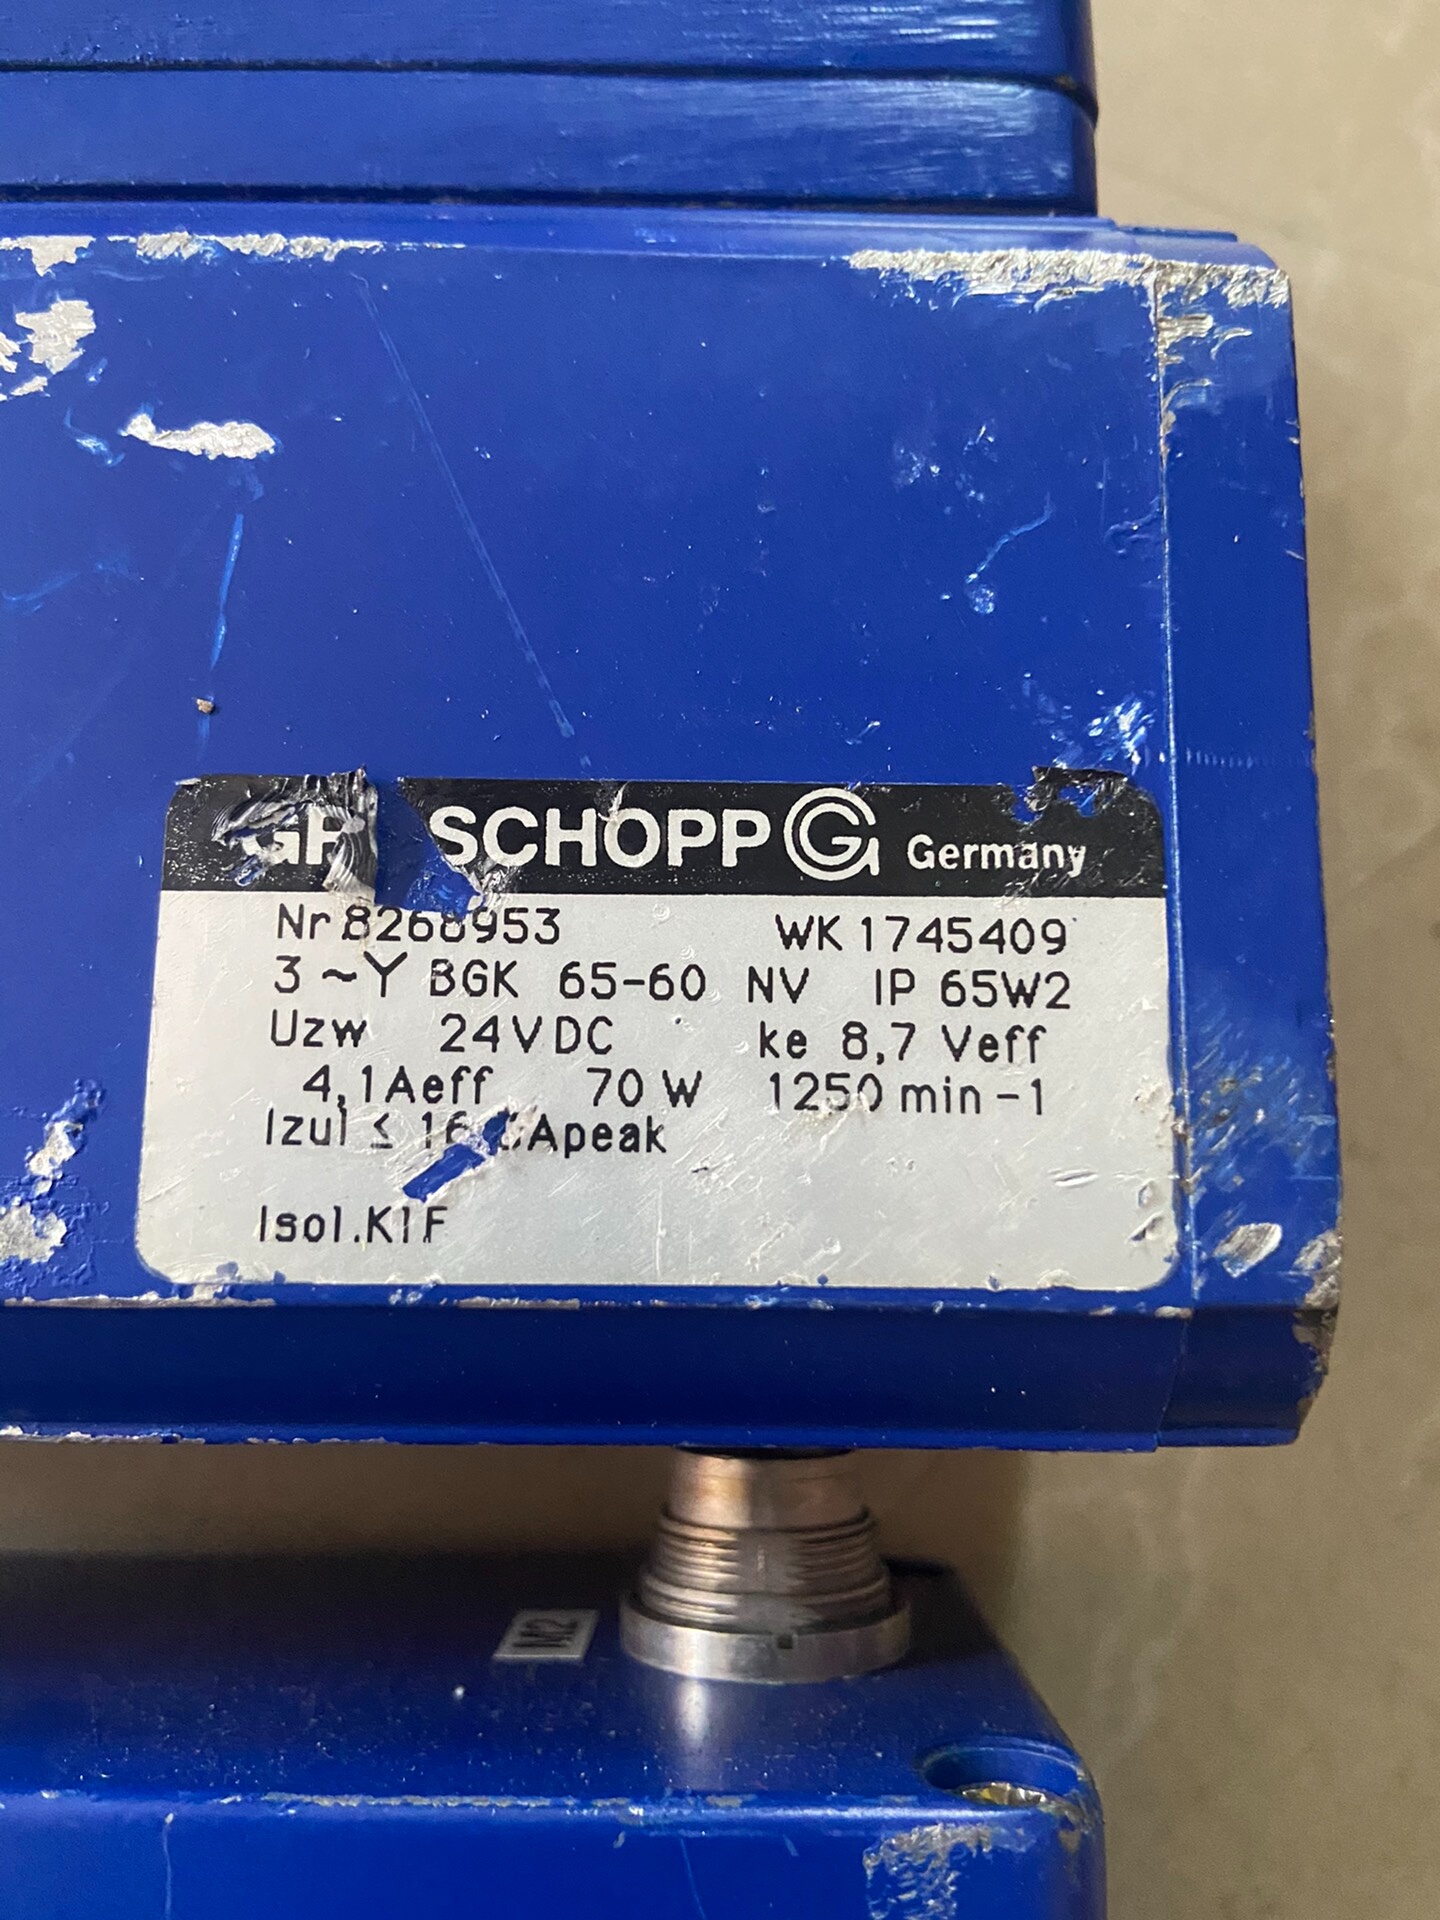 SCHOPP G Germany
Nr 8268953 WK 1745409
3 ~ Y BGK 65-60 NV IP 65W2
Uzw 24VDC ke 8,7 Veff
4,1Aeff 70 W 1250 min-1
Izul ≤ Apeak
Isol.KlF
M2